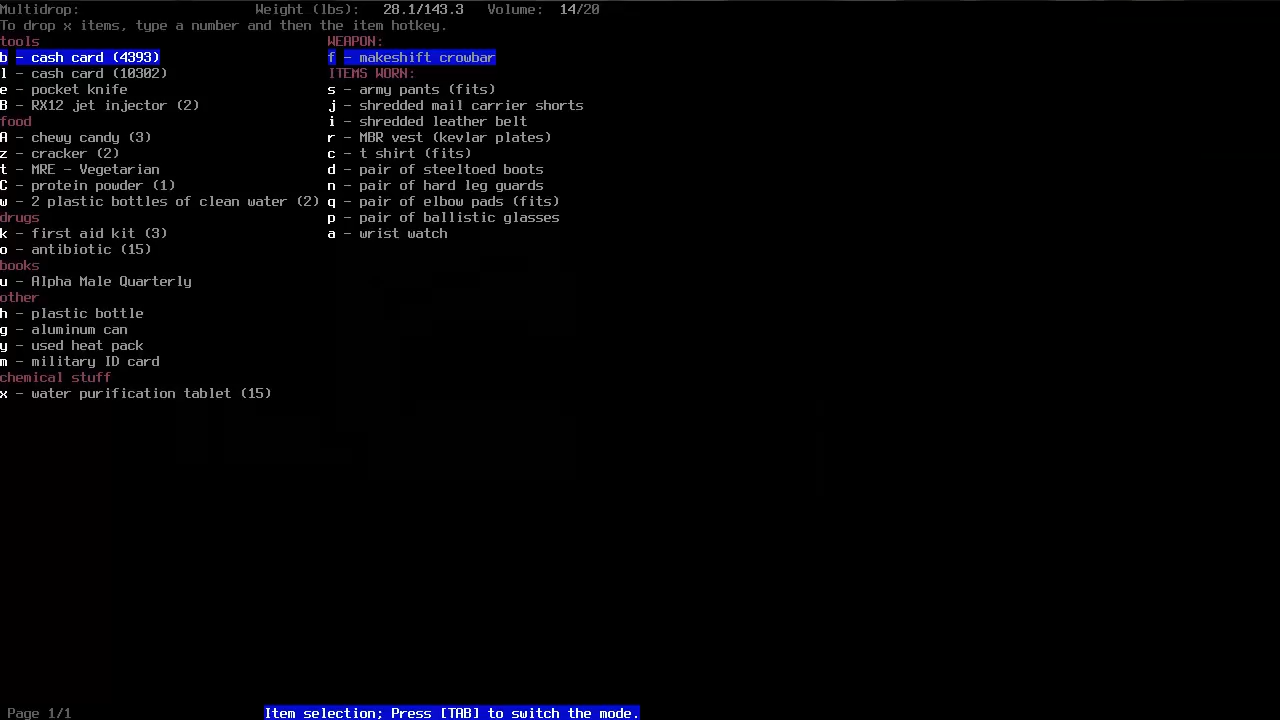 Multidrop: Weight (lbs): 28.1/143.3 Volume: 14/20
To drop x items, type a number and then the item hotkey.
tools
b - cash card (4393)
l - cash card (10302)
e - pocket knife
B - RX12 jet injector (2)
food
A - chewy candy (3)
z - cracker (2)
t - MRE - Vegetarian
C - protein powder (1)
w - 2 plastic bottles of clean water (2)
drugs
k - first aid kit (3)
o - antibiotic (15)
books
u - Alpha Male Quarterly
other
h - plastic bottle
g - aluminum can
y - used heat pack
m - military ID card
chemical stuff
x - water purification tablet (15)
WEAPON:
f - makeshift crowbar
ITEMS WORN:
s - army pants (fits)
j - shredded mail carrier shorts
i - shredded leather belt
r - MBR vest (kevlar plates)
c - t shirt (fits)
d - pair of steeltoed boots
n - pair of hard leg guards
q - pair of elbow pads (fits)
p - pair of ballistic glasses
a - wrist watch
Page 1/1
Item selection; Press [TAB] to switch the mode.